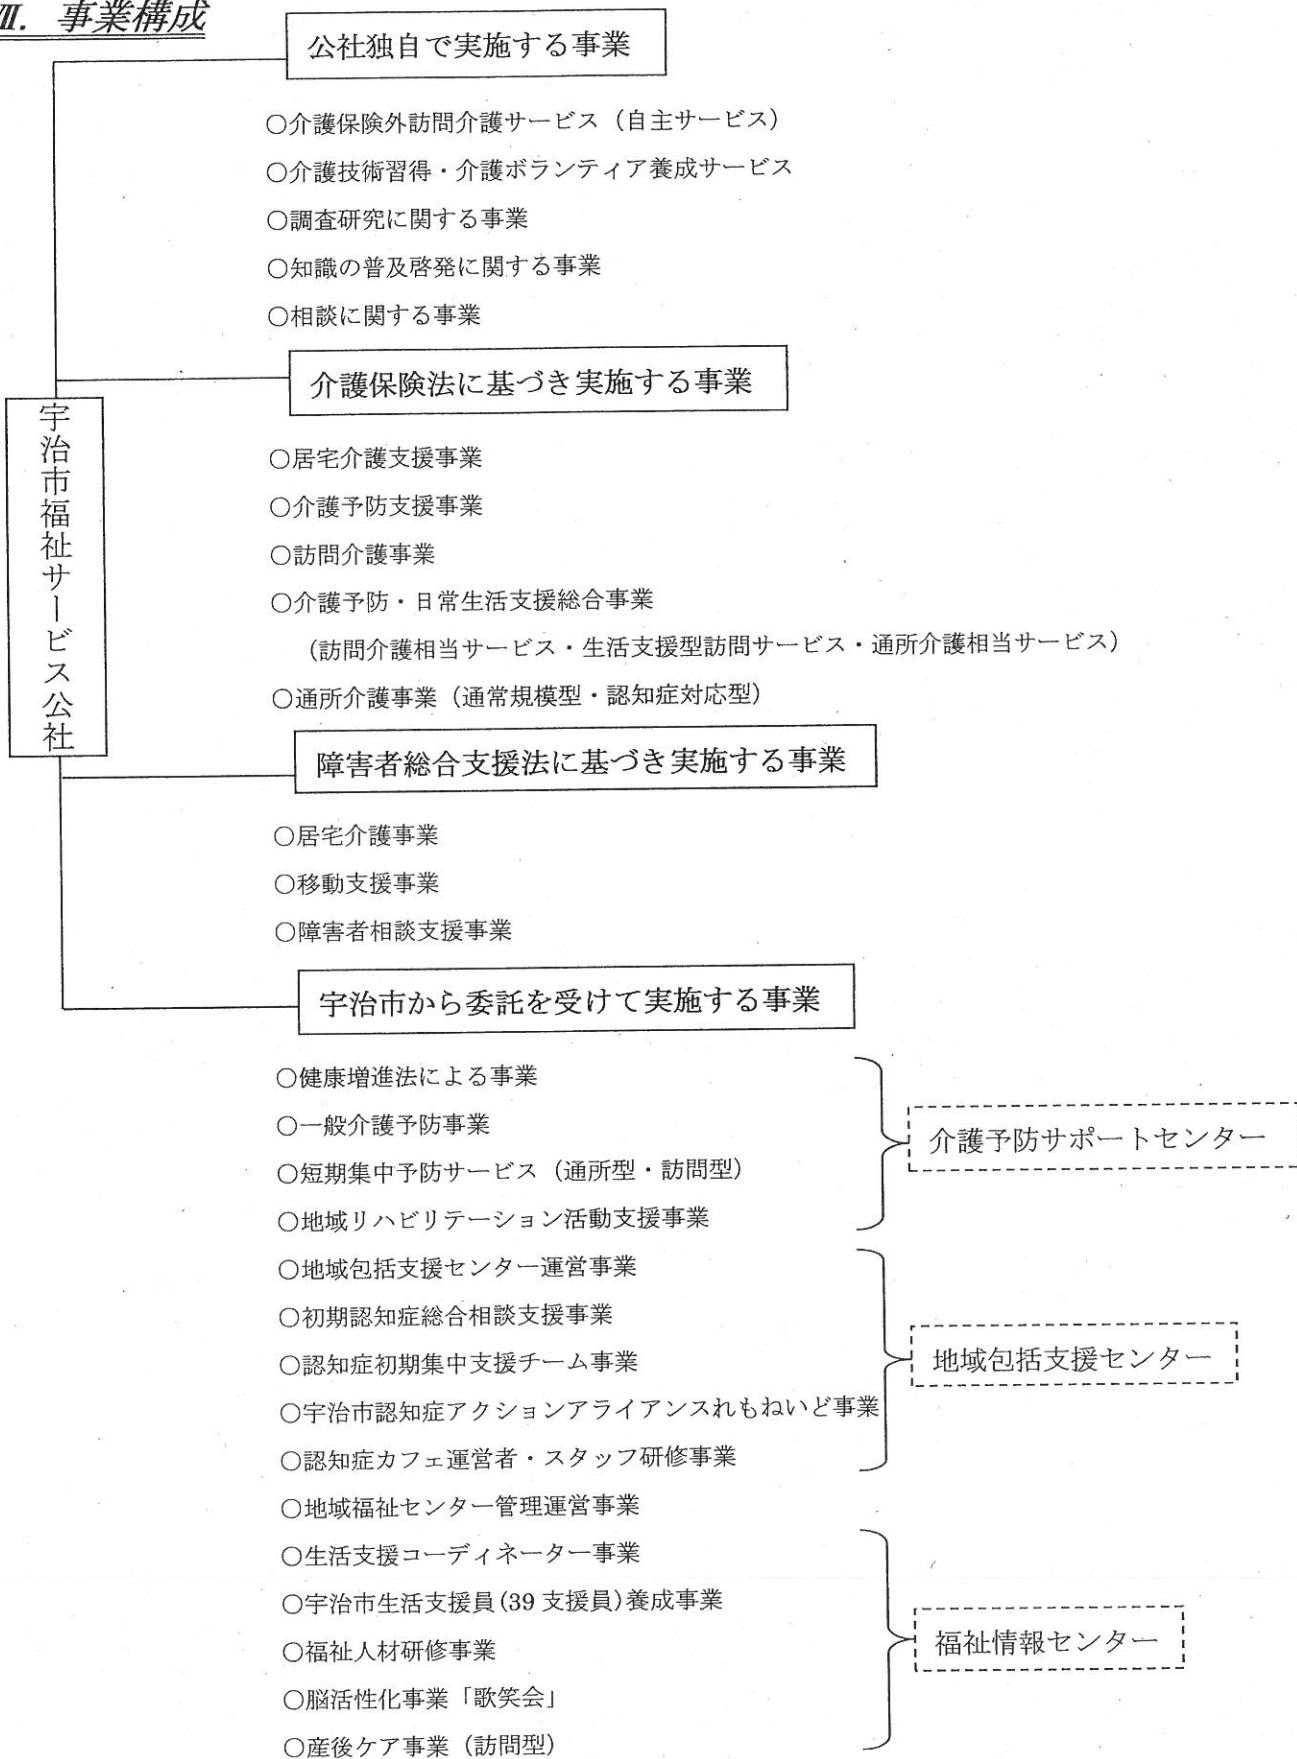 Ⅶ. 事業構成
公社独自で実施する事業
○介護保険外訪問介護サービス（自主サービス）
○介護技術習得・介護ボランティア養成サービス
○調査研究に関する事業
○知識の普及啓発に関する事業
○相談に関する事業
介護保険法に基づき実施する事業
宇治市福祉サービス公社
○居宅介護支援事業
○介護予防支援事業
○訪問介護事業
○介護予防・日常生活支援総合事業
（訪問介護相当サービス・生活支援型訪問サービス・通所介護相当サービス）
○通所介護事業（通常規模型・認知症対応型）
障害者総合支援法に基づき実施する事業
○居宅介護事業
○移動支援事業
○障害者相談支援事業
宇治市から委託を受けて実施する事業
○健康増進法による事業
○一般介護予防事業
○短期集中予防サービス（通所型・訪問型）
○地域リハビリテーション活動支援事業
介護予防サポートセンター
○地域包括支援センター運営事業
○初期認知症総合相談支援事業
○認知症初期集中支援チーム事業
○宇治市認知症アクションアライアンスれもねいど事業
○認知症カフェ運営者・スタッフ研修事業
地域包括支援センター
○地域福祉センター管理運営事業
○生活支援コーディネーター事業
○宇治市生活支援員(39 支援員)養成事業
○福祉人材研修事業
○脳活性化事業「歌笑会」
○産後ケア事業（訪問型）
福祉情報センター